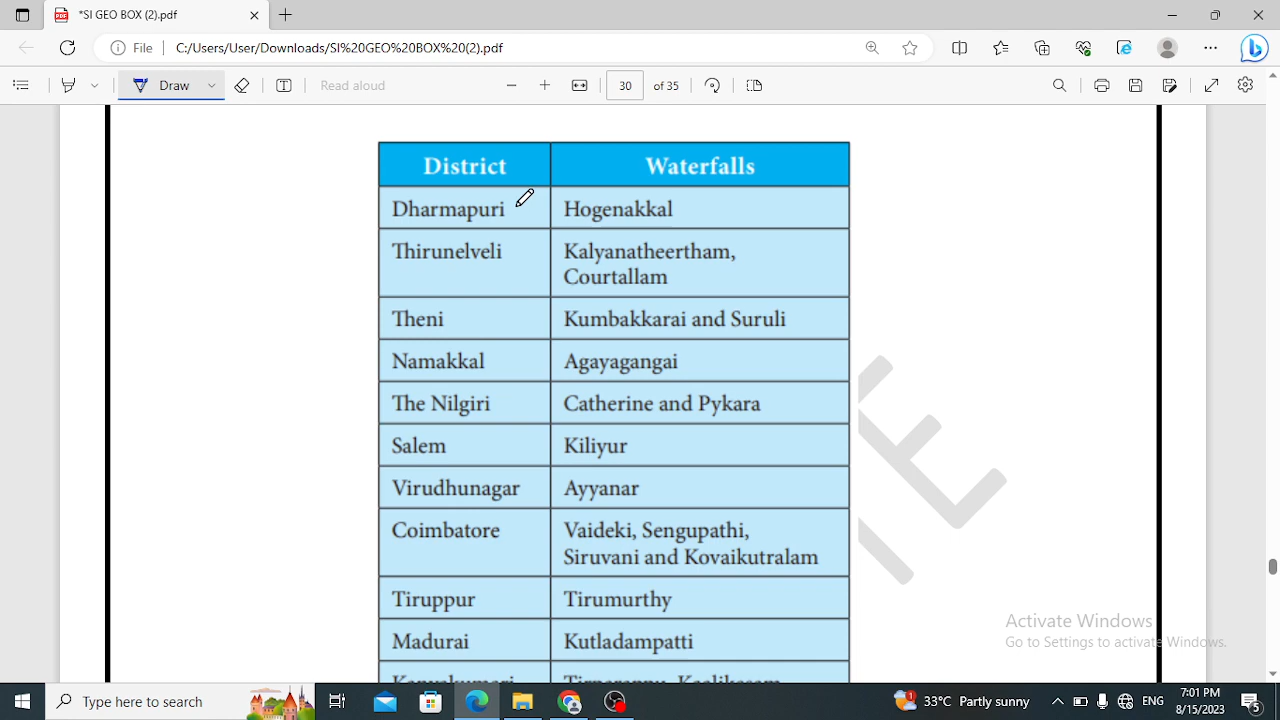 *SI GEO BOX (2).pdf
File C:/Users/User/Downloads/SI%20GEO%20BOX%20(2).pdf
Draw Read aloud 30 of 35
District Waterfalls
Dharmapuri Hogenakkal
Thirunelveli Kalyanatheertham,
Courtallam
Theni Kumbakkarai and Suruli
Namakkal Agayagangai
The Nilgiri Catherine and Pykara
Salem Kiliyur
Virudhunagar Ayyanar
Coimbatore Vaideki, Sengupathi,
Siruvani and Kovaikutralam
Tiruppur Tirumurthy
Madurai Kutladampatti
Activate Windows
Go to Settings to activate Windows.
Type here to search 33°C Partly sunny ENG 7:01 PM
8/15/2023